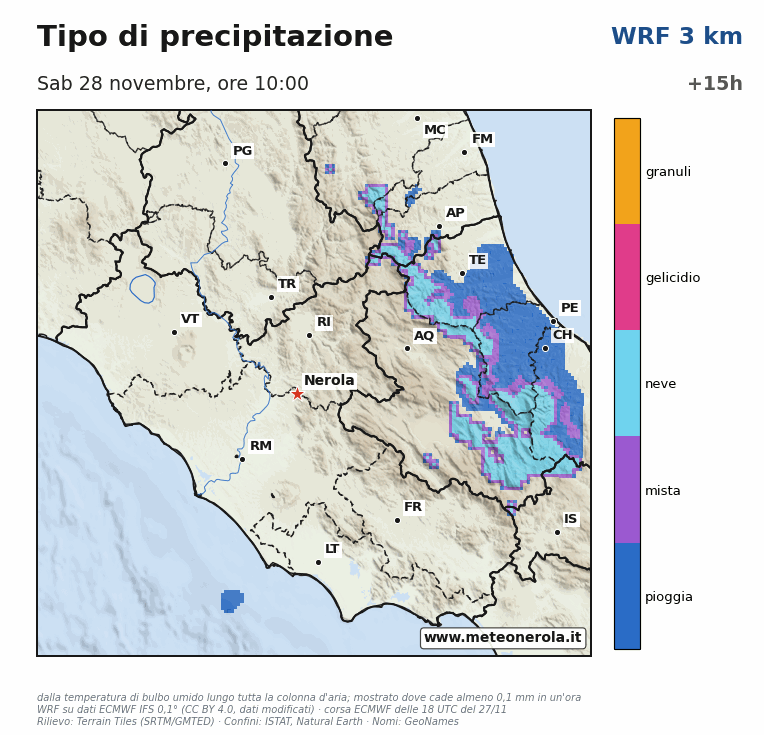 Tipo di precipitazione
WRF 3 km
Sab 28 novembre, ore 10:00
+15h
MC
FM
PG
granuli
AP
TE
gelicidio
TR
PE
VT
RI
AQ
CH
Nerola
neve
RM
mista
FR
IS
LT
pioggia
www.meteonerola.it
dalla temperatura di bulbo umido lungo tutta la colonna d'aria; mostrato dove cade almeno 0,1 mm in un'ora
WRF su dati ECMWF IFS 0,1° (CC BY 4.0, dati modificati) · corsa ECMWF delle 18 UTC del 27/11
Rilievo: Terrain Tiles (SRTM/GMTED) · Confini: ISTAT, Natural Earth · Nomi: GeoNames